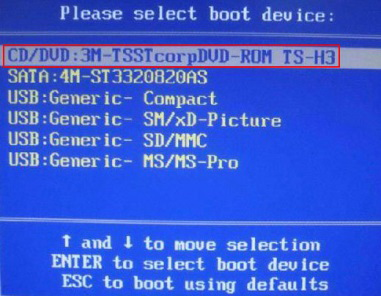 Please select boot device:
CD/DVD:3M-TSSTcorpDVD-ROM TS-H3
SATA:4M-ST3320820AS
USB:Generic- Compact
USB:Generic- SM/xD-Picture
USB:Generic- SD/MMC
USB:Generic- MS/MS-Pro
↑ and ↓ to move selection
ENTER to select boot device
ESC to boot using defaults